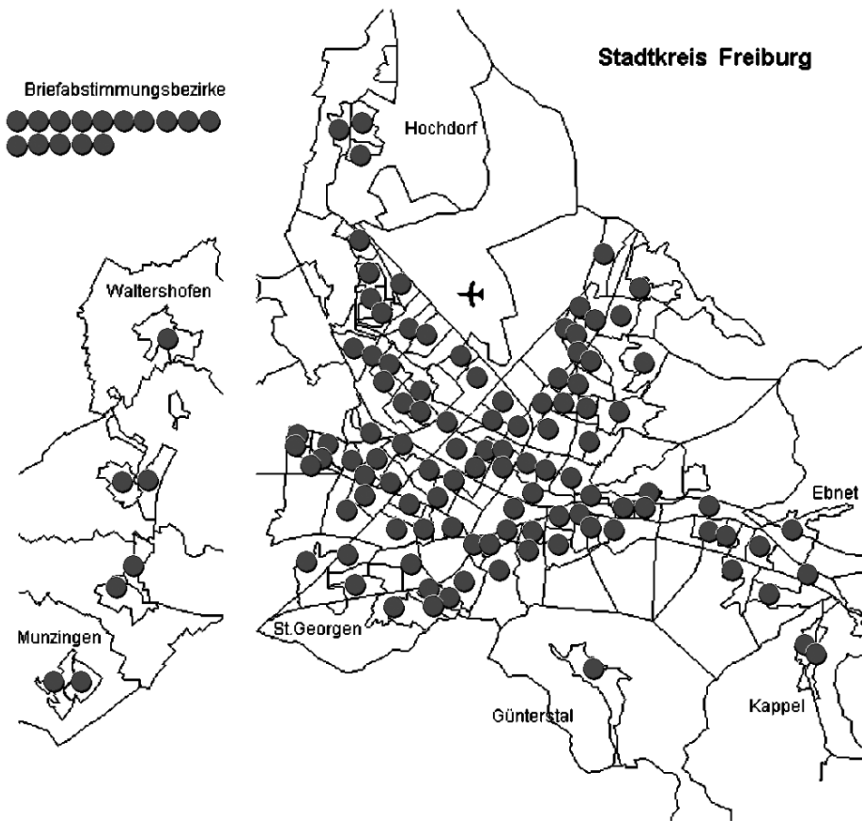 Stadtkreis Freiburg
Briefabstimmungsbezirke
Hochdorf
Waltershofen
Ebnet
Munzingen
St.Georgen
Günterstal
Kappel